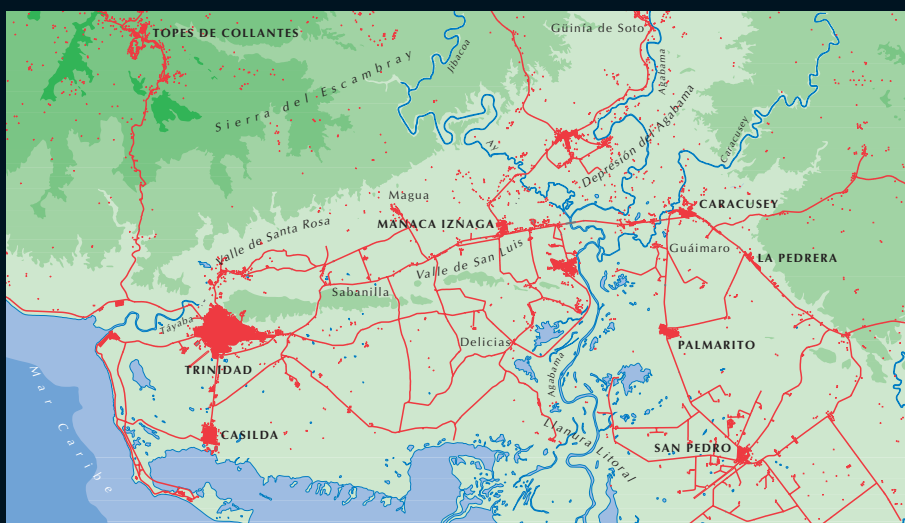 TOPES DE COLLANTES
Güinía de Soto
Jibacoa
Agabama
Sierra del Escambray
Ay
Depresión del Agabama
Caracusey
Magua
CARACUSEY
MANACA IZNAGA
Valle de Santa Rosa
Guáimaro
Valle de San Luis
LA PEDRERA
Sabanilla
Táyaba
Delicias
PALMARITO
TRINIDAD
Agabama
Mar Caribe
CASILDA
Llanura Litoral
SAN PEDRO